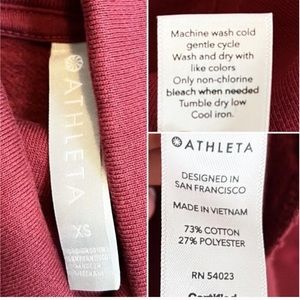 ATHLETA
XS
Machine wash cold
gentle cycle
Wash and dry with
like colors
Only non-chlorine
bleach when needed
Tumble dry low
Cool iron.
ATHLETA
DESIGNED IN
SAN FRANCISCO
MADE IN VIETNAM
73% COTTON
27% POLYESTER
RN 54023